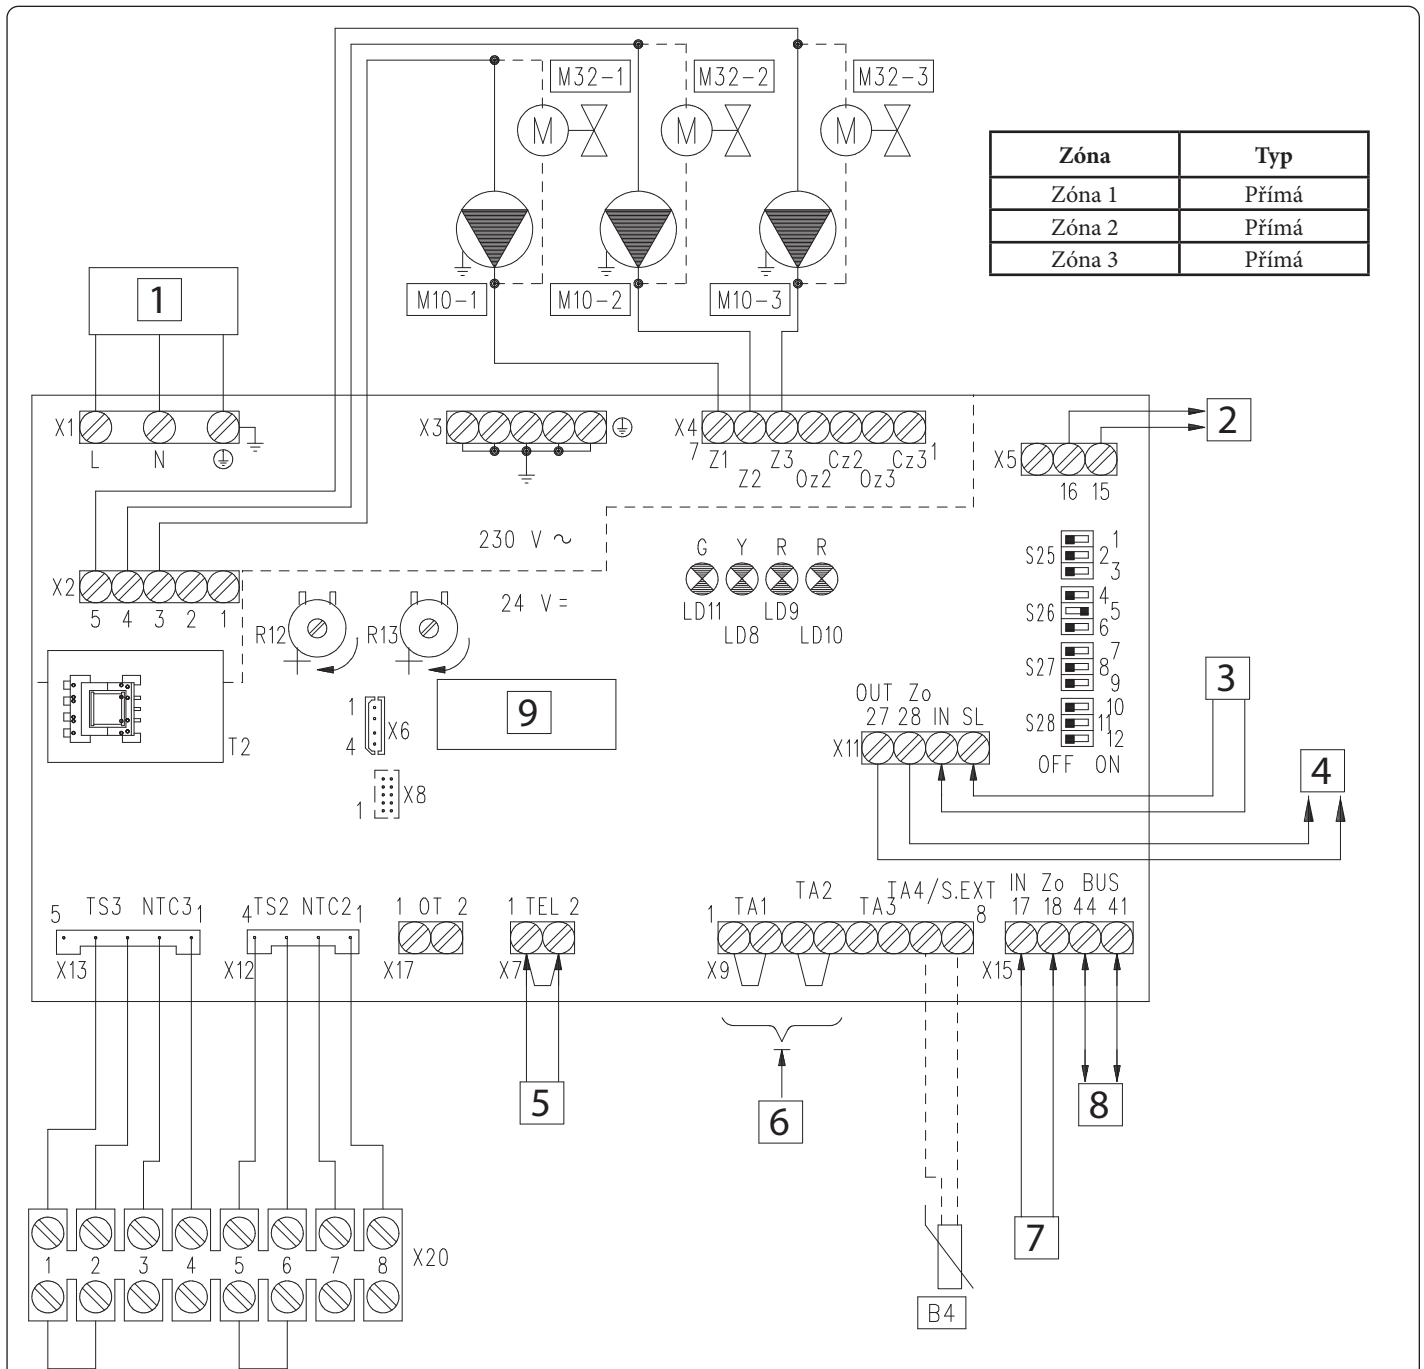 M32-1 M32-2 M32-3
M M M
Zóna Typ
Zóna 1 Přímá
Zóna 2 Přímá
Zóna 3 Přímá
M10-1 M10-2 M10-3
1
X1
L N
X3
X4
7 Z1 Z3 Cz2 Cz3 1
Z2 Oz2 Oz3
2
X5
16 15
230 V ~
24 V =
X2
5 4 3 2 1
G Y R R
LD11 LD9
LD8 LD10
S25 1 2 3
S26 4 5 6
S27 7 8 9
S28 10 11 12
OFF ON
R12 R13
T2
1
4 X6
1 X8
9
OUT Zo
27 28 IN SL
X11
3
4
5 TS3 NTC3 1
X13
4 TS2 NTC2 1
X12
1 OT 2
X17
1 TEL 2
X7
1 TA1 TA2 TA3 TA4/S.EXT 8
X9
IN Zo BUS
17 18 44 41
X15
5
6
7
8
1 2 3 4 5 6 7 8
X20
B4